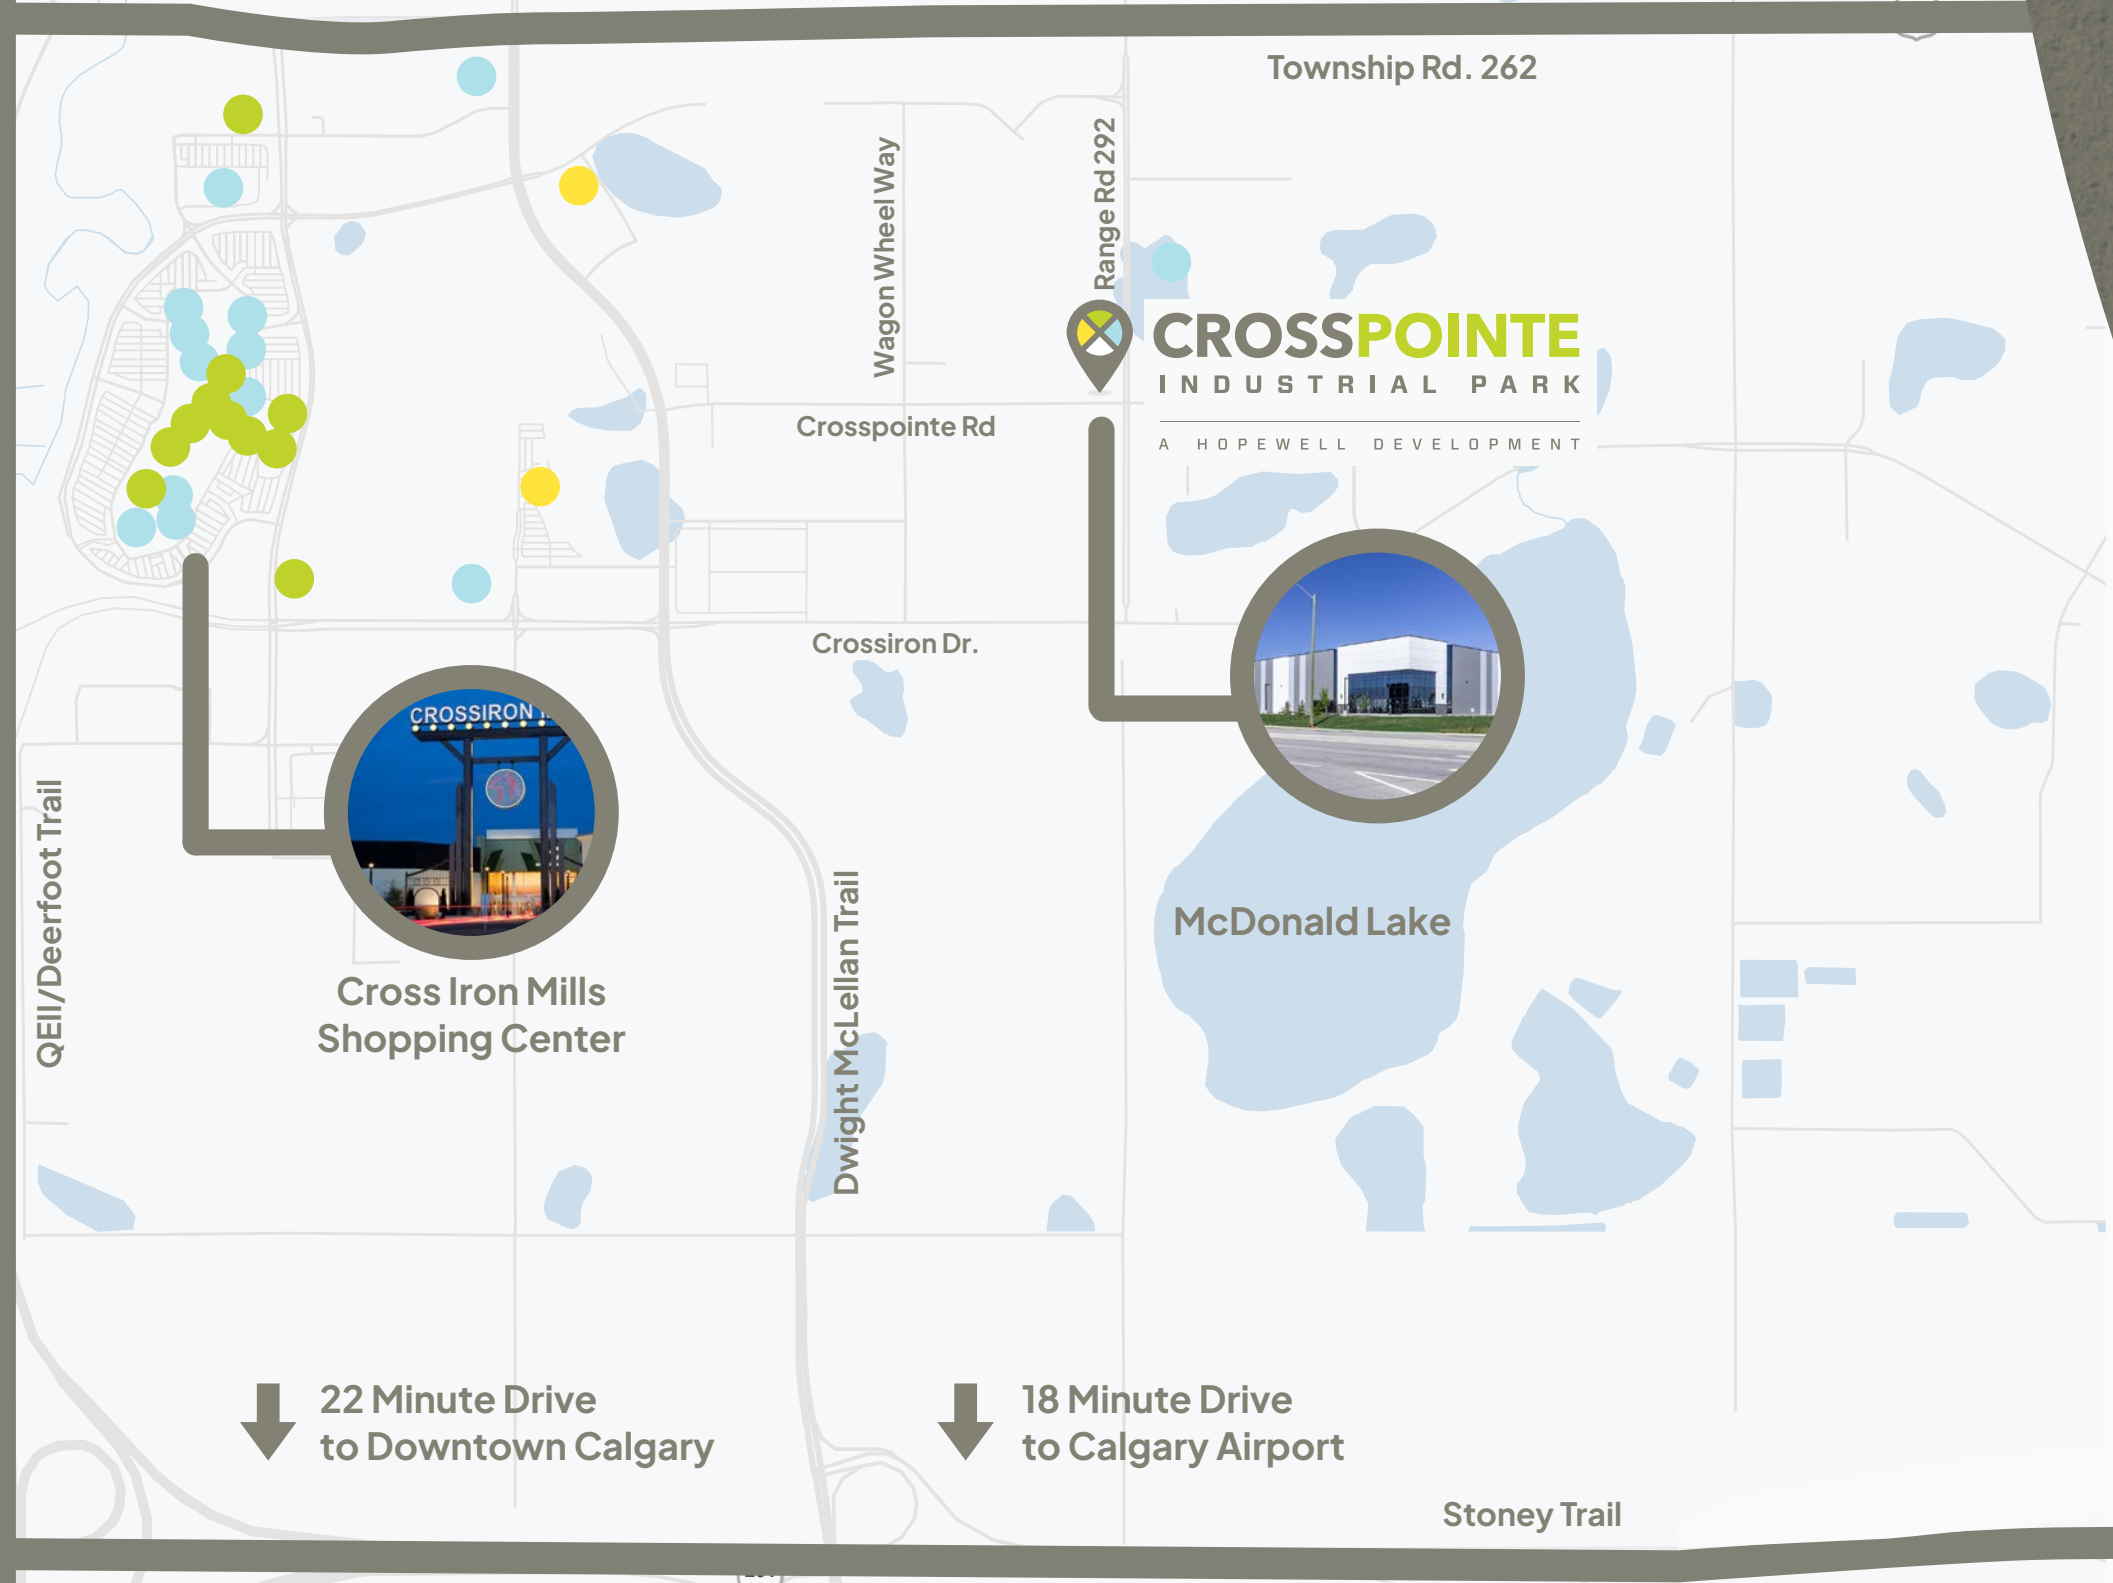 Township Rd. 262
Wagon Wheel Way
Range Rd 292
CROSSPOINTE
INDUSTRIAL PARK
A HOPEWELL DEVELOPMENT
Crosspointe Rd
Crossiron Dr.
CROSSIRON
QEII/Deerfoot Trail
Cross Iron Mills
Shopping Center
Dwight McLellan Trail
McDonald Lake
22 Minute Drive
to Downtown Calgary
18 Minute Drive
to Calgary Airport
Stoney Trail